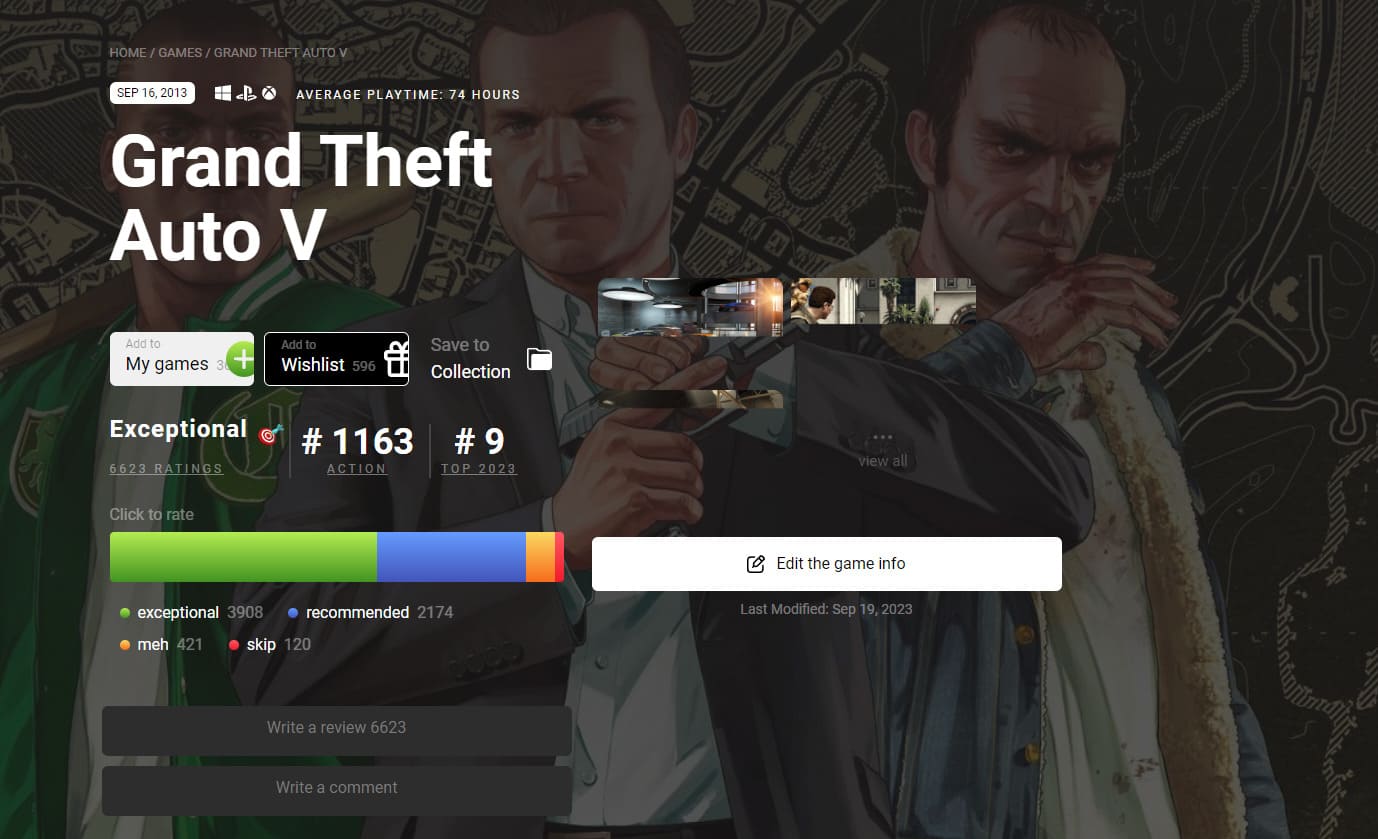 HOME / GAMES / GRAND THEFT AUTO V
SEP 16, 2013
AVERAGE PLAYTIME: 74 HOURS
Grand Theft
Auto V
Add to
My games
Add to
Wishlist 596
Save to
Collection
Exceptional
6623 RATINGS
# 1163
ACTION
# 9
TOP 2023
view all
Click to rate
exceptional 3908
recommended 2174
meh 421
skip 120
Edit the game info
Last Modified: Sep 19, 2023
Write a review 6623
Write a comment